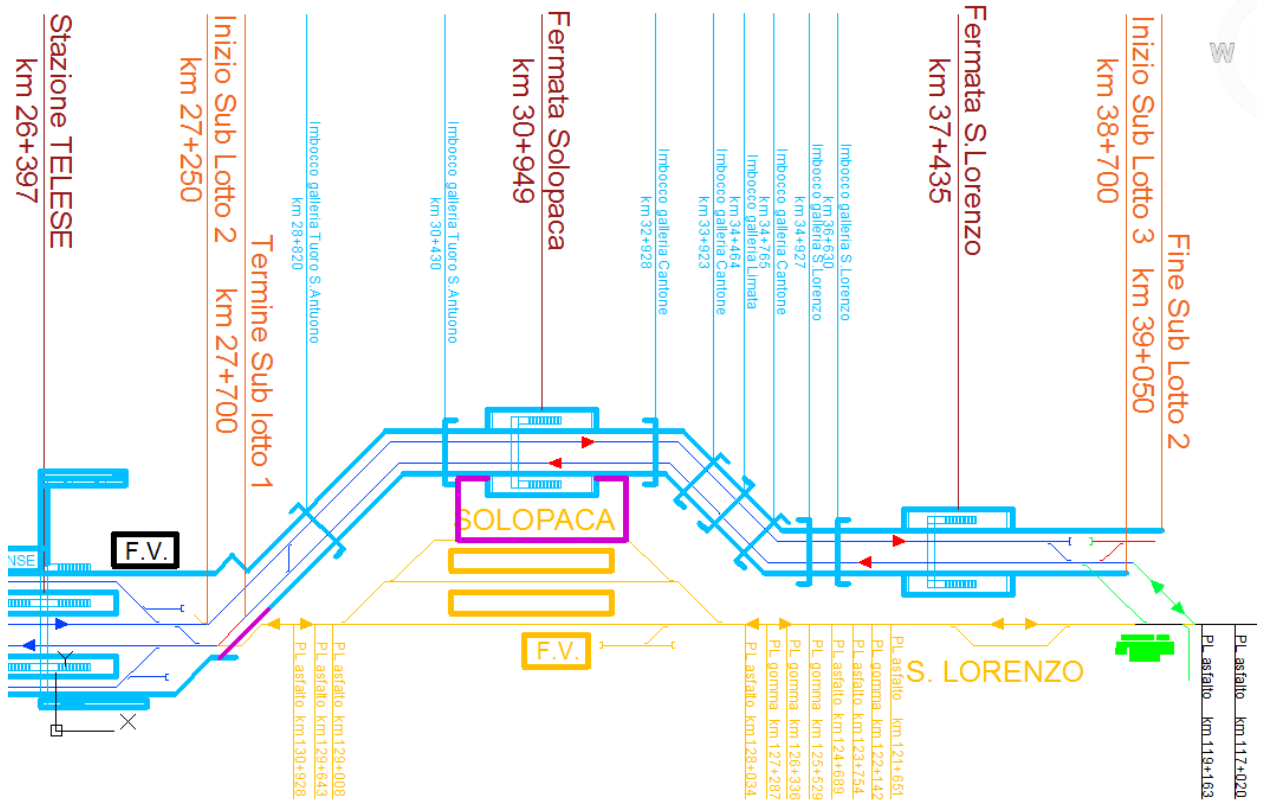 Stazione TELESE
km 26+397
Inizio Sub Lotto 2
km 27+250
Termine Sub lotto 1
km 27+700
Imbocco galleria Tuoro S.Antuono
km 28+820
Imbocco galleria Tuoro S.Antuono
km 30+430
Fermata Solopaca
km 30+949
Imbocco galleria Cantone
km 32+928
Imbocco galleria Cantone
km 33+923
Imbocco galleria Limata
km 34+464
Imbocco galleria Cantone
km 34+765
Imbocco galleria S.Lorenzo
km 34+927
Imbocco galleria S.Lorenzo
km 36+630
Fermata S.Lorenzo
km 37+435
Inizio Sub Lotto 3
km 38+700
Fine Sub Lotto 2
km 39+050
W
F.V.
NSE
SOLOPACA
F.V.
S. LORENZO
Y
X
PL asfalto km 130+928
PL asfalto km 129+643
PL asfalto km 129+008
PL asfalto km 128+034
PL gomma km 127+287
PL gomma km 126+336
PL gomma km 125+529
PL asfalto km 124+689
PL asfalto km 123+754
PL gomma km 122+142
PL asfalto km 121+651
PL asfalto km 119+163
PL asfalto km 117+020